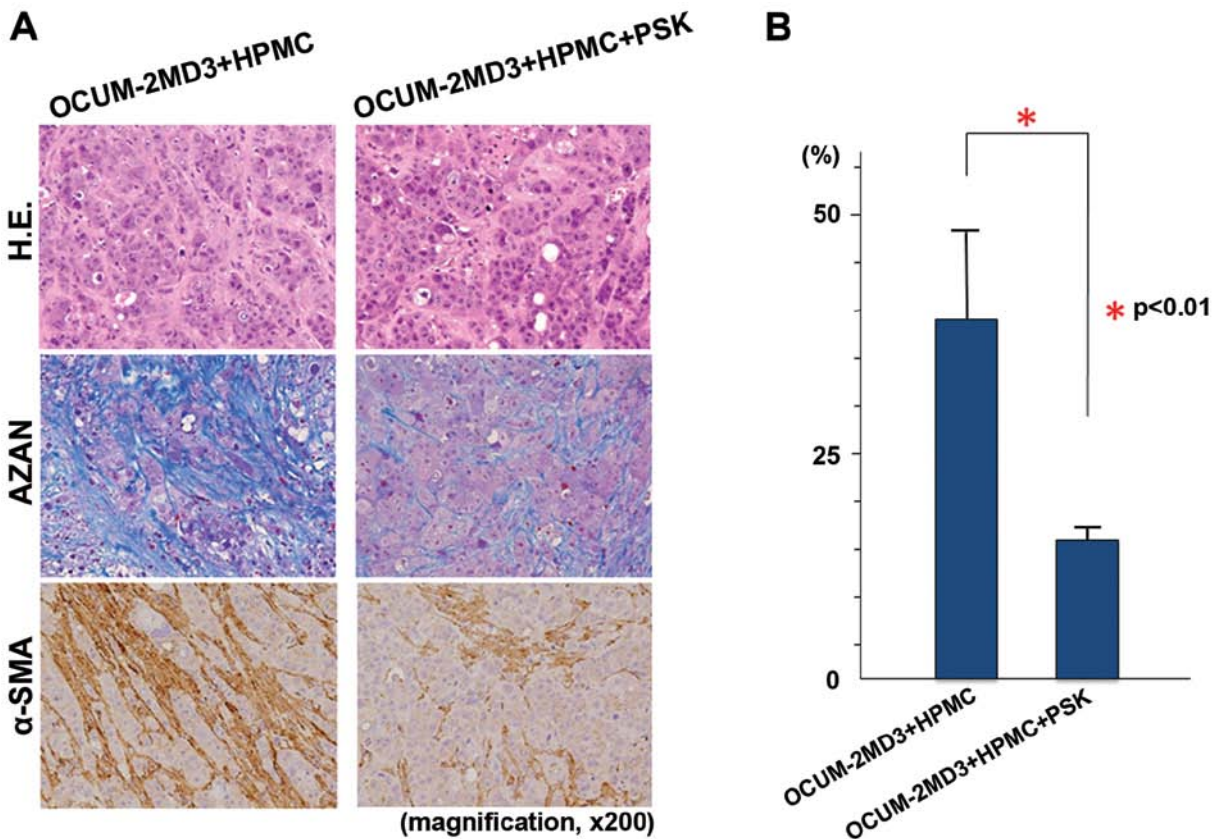 A
OCUM-2MD3+HPMC
OCUM-2MD3+HPMC+PSK
H.E.
AZAN
α-SMA
(magnification, x200)
B
(%)
50
25
0
*
* p<0.01
OCUM-2MD3+HPMC
OCUM-2MD3+HPMC+PSK